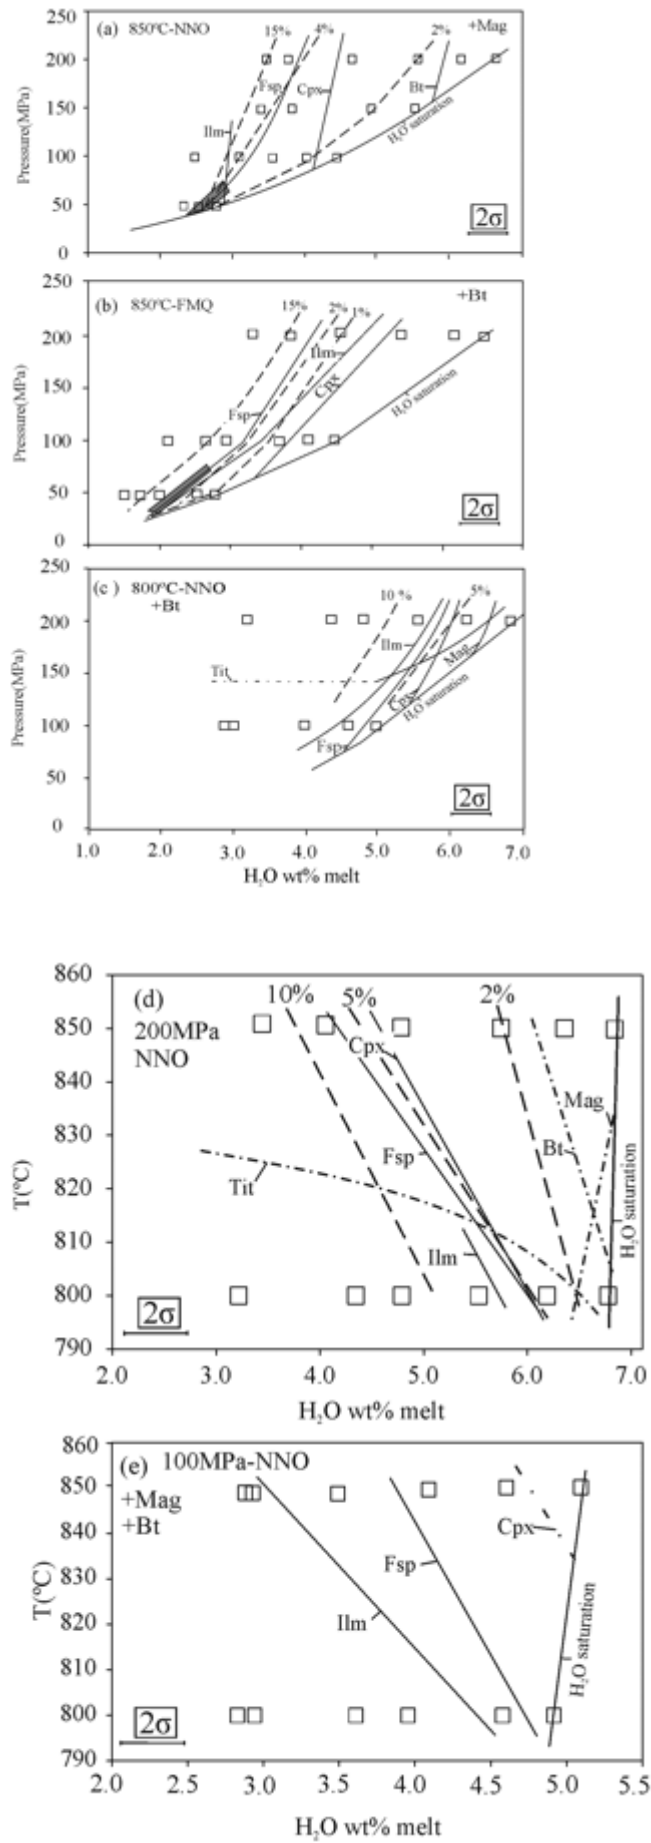 (a) 850ºC-NNO
+Mag
15%
4%
2%
Fsp
Cpx
Bt
Ilm
H₂O saturation
2σ
Pressure(MPa)
250
200
150
100
50
0
(b) 850ºC-FMQ
+Bt
15%
2%
1%
Ilm
Cpx
Fsp
H₂O saturation
2σ
Pressure(MPa)
250
200
150
100
50
0
(c ) 800ºC-NNO
+Bt
10 %
5%
Ilm
Tit
Mag
Cpx
H₂O saturation
Fsp
2σ
Pressure(MPa)
250
200
150
100
50
0
1.0 2.0 3.0 4.0 5.0 6.0 7.0
H₂O wt% melt
(d)
200MPa
NNO
10%
5%
2%
Cpx
Mag
Fsp
Bt
Tit
Ilm
H₂O saturation
2σ
T(ºC)
860
850
840
830
820
810
800
790
2.0 3.0 4.0 5.0 6.0 7.0
H₂O wt% melt
(e) 100MPa-NNO
+Mag
+Bt
Cpx
Fsp
Ilm
H₂O saturation
2σ
T(ºC)
860
850
840
830
820
810
800
790
2.0 2.5 3.0 3.5 4.0 4.5 5.0 5.5
H₂O wt% melt